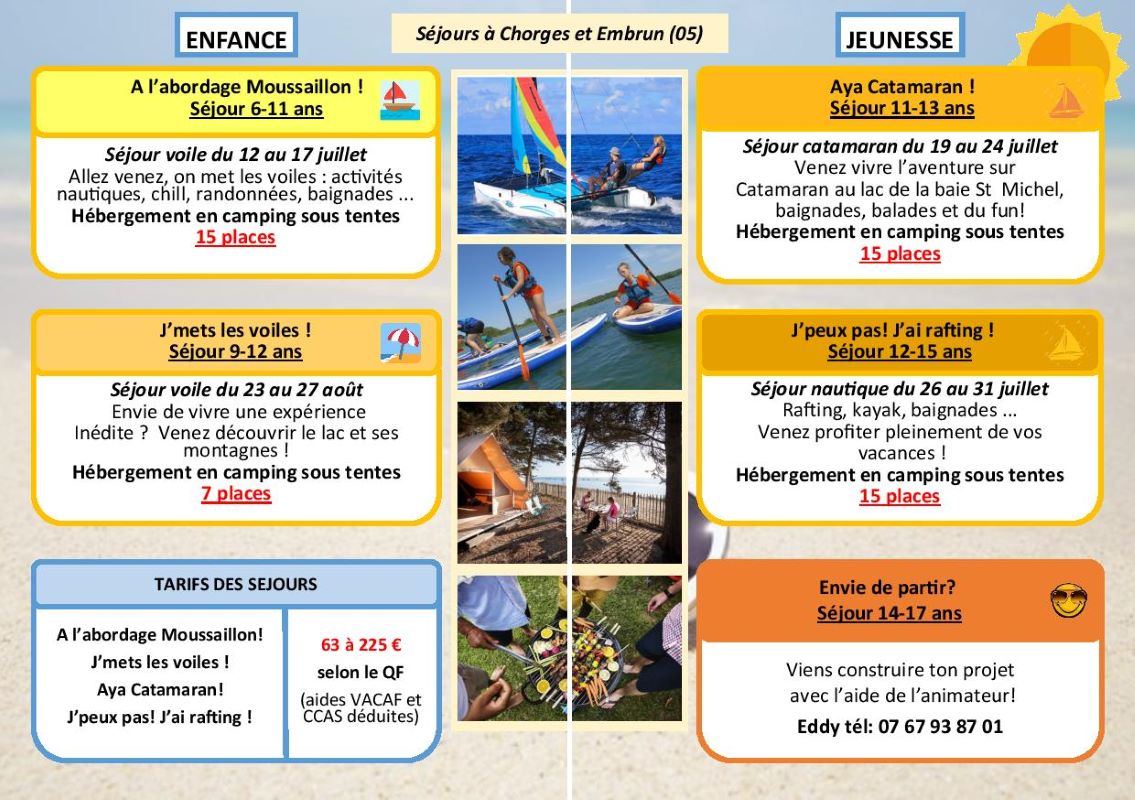 ENFANCE
Séjours à Chorges et Embrun (05)
JEUNESSE
A l’abordage Moussaillon !
Séjour 6-11 ans
Séjour voile du 12 au 17 juillet
Allez venez, on met les voiles : activités
nautiques, chill, randonnées, baignades ...
Hébergement en camping sous tentes
15 places
J’mets les voiles !
Séjour 9-12 ans
Séjour voile du 23 au 27 août
Envie de vivre une expérience
Inédite ? Venez découvrir le lac et ses
montagnes !
Hébergement en camping sous tentes
7 places
TARIFS DES SEJOURS
A l’abordage Moussaillon!
J’mets les voiles !
Aya Catamaran!
J’peux pas! J’ai rafting !
63 à 225 €
selon le QF
(aides VACAF et
CCAS déduites)
Aya Catamaran !
Séjour 11-13 ans
Séjour catamaran du 19 au 24 juillet
Venez vivre l’aventure sur
Catamaran au lac de la baie St Michel,
baignades, balades et du fun!
Hébergement en camping sous tentes
15 places
J’peux pas! J’ai rafting !
Séjour 12-15 ans
Séjour nautique du 26 au 31 juillet
Rafting, kayak, baignades ...
Venez profiter pleinement de vos
vacances !
Hébergement en camping sous tentes
15 places
Envie de partir?
Séjour 14-17 ans
Viens construire ton projet
avec l’aide de l’animateur!
Eddy tél: 07 67 93 87 01